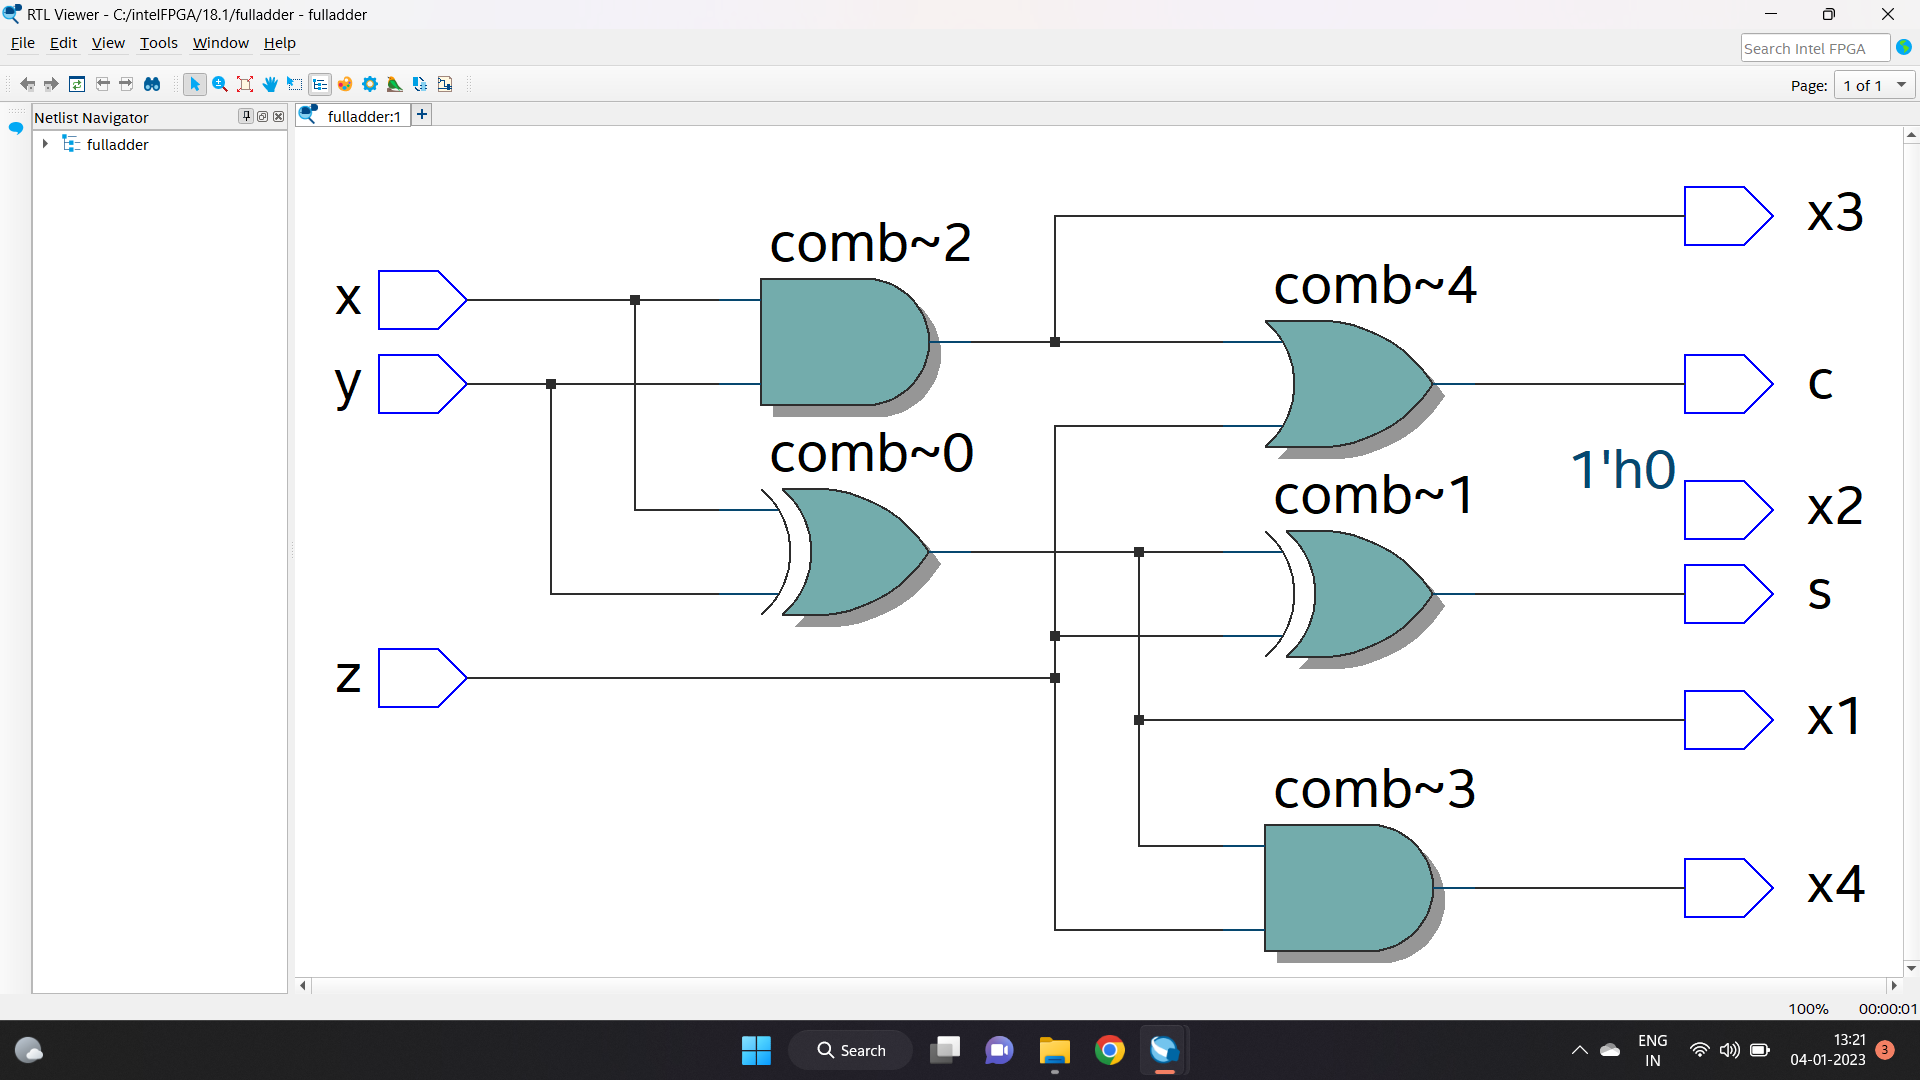 RTL Viewer - C:/intelFPGA/18.1/fulladder - fulladder
File Edit View Tools Window Help
Search Intel FPGA
Page: 1 of 1
Netlist Navigator
fulladder:1
+
fulladder
x3
comb~2
comb~4
x
y
c
comb~0
1'h0
comb~1
x2
s
z
x1
comb~3
x4
100% 00:00:01
Search
ENG
IN
13:21
04-01-2023
3